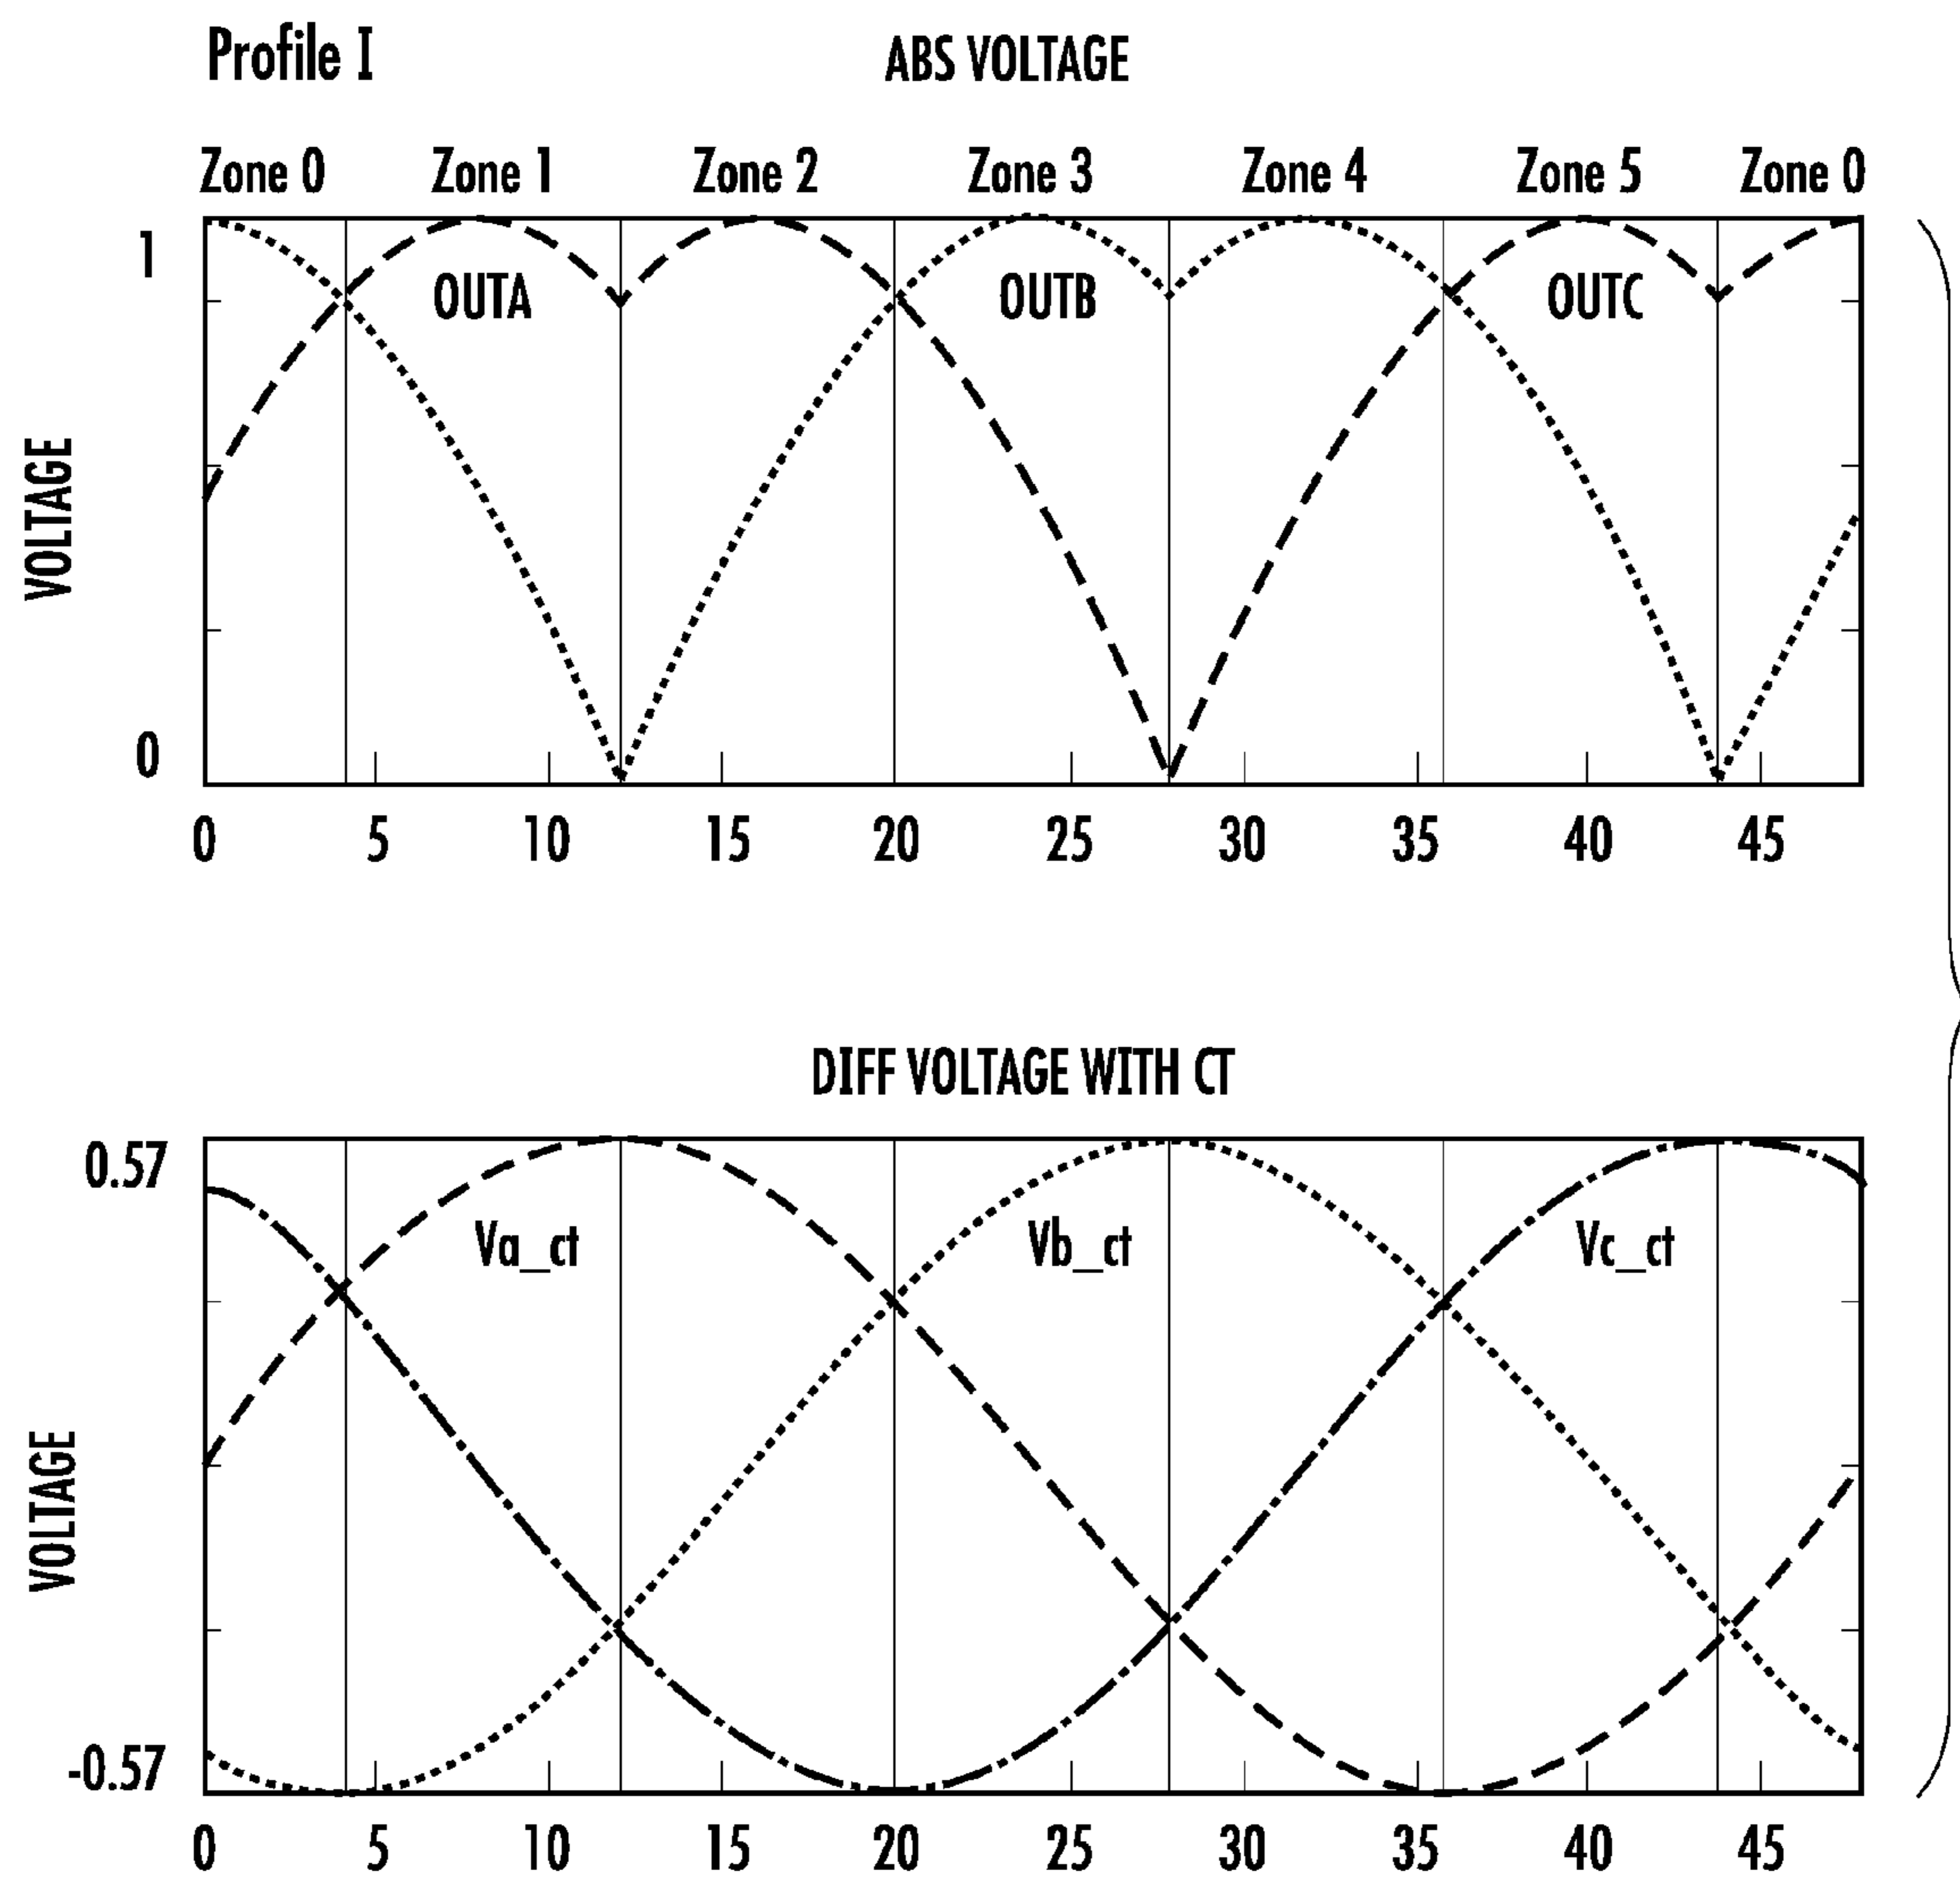 Profile I
ABS VOLTAGE
Zone 0 Zone 1 Zone 2 Zone 3 Zone 4 Zone 5 Zone 0
1
OUTA OUTB OUTC
VOLTAGE
0
0 5 10 15 20 25 30 35 40 45
DIFF VOLTAGE WITH CT
0.57
Va_ct Vb_ct Vc_ct
VOLTAGE
-0.57
0 5 10 15 20 25 30 35 40 45